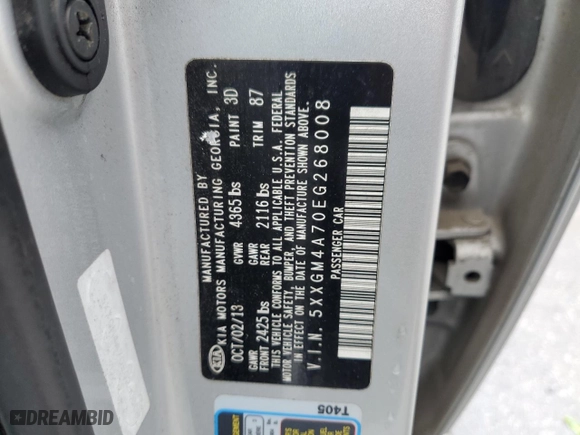 MANUFACTURED BY
KIA KIA MOTORS MANUFACTURING GEORGIA, INC.
OCT/02/13 GVWR 4365 lbs PAINT 3D
GAWR FRONT 2425 lbs GAWR REAR 2116 lbs TRIM 87
THIS VEHICLE CONFORMS TO ALL APPLICABLE U.S.A. FEDERAL
MOTOR VEHICLE SAFETY, BUMPER, AND THEFT PREVENTION STANDARDS
IN EFFECT ON THE DATE OF MANUFACTURE SHOWN ABOVE.
V.I.N. 5XXGM4A70EG268008
PASSENGER CAR
T405
DREAMBID